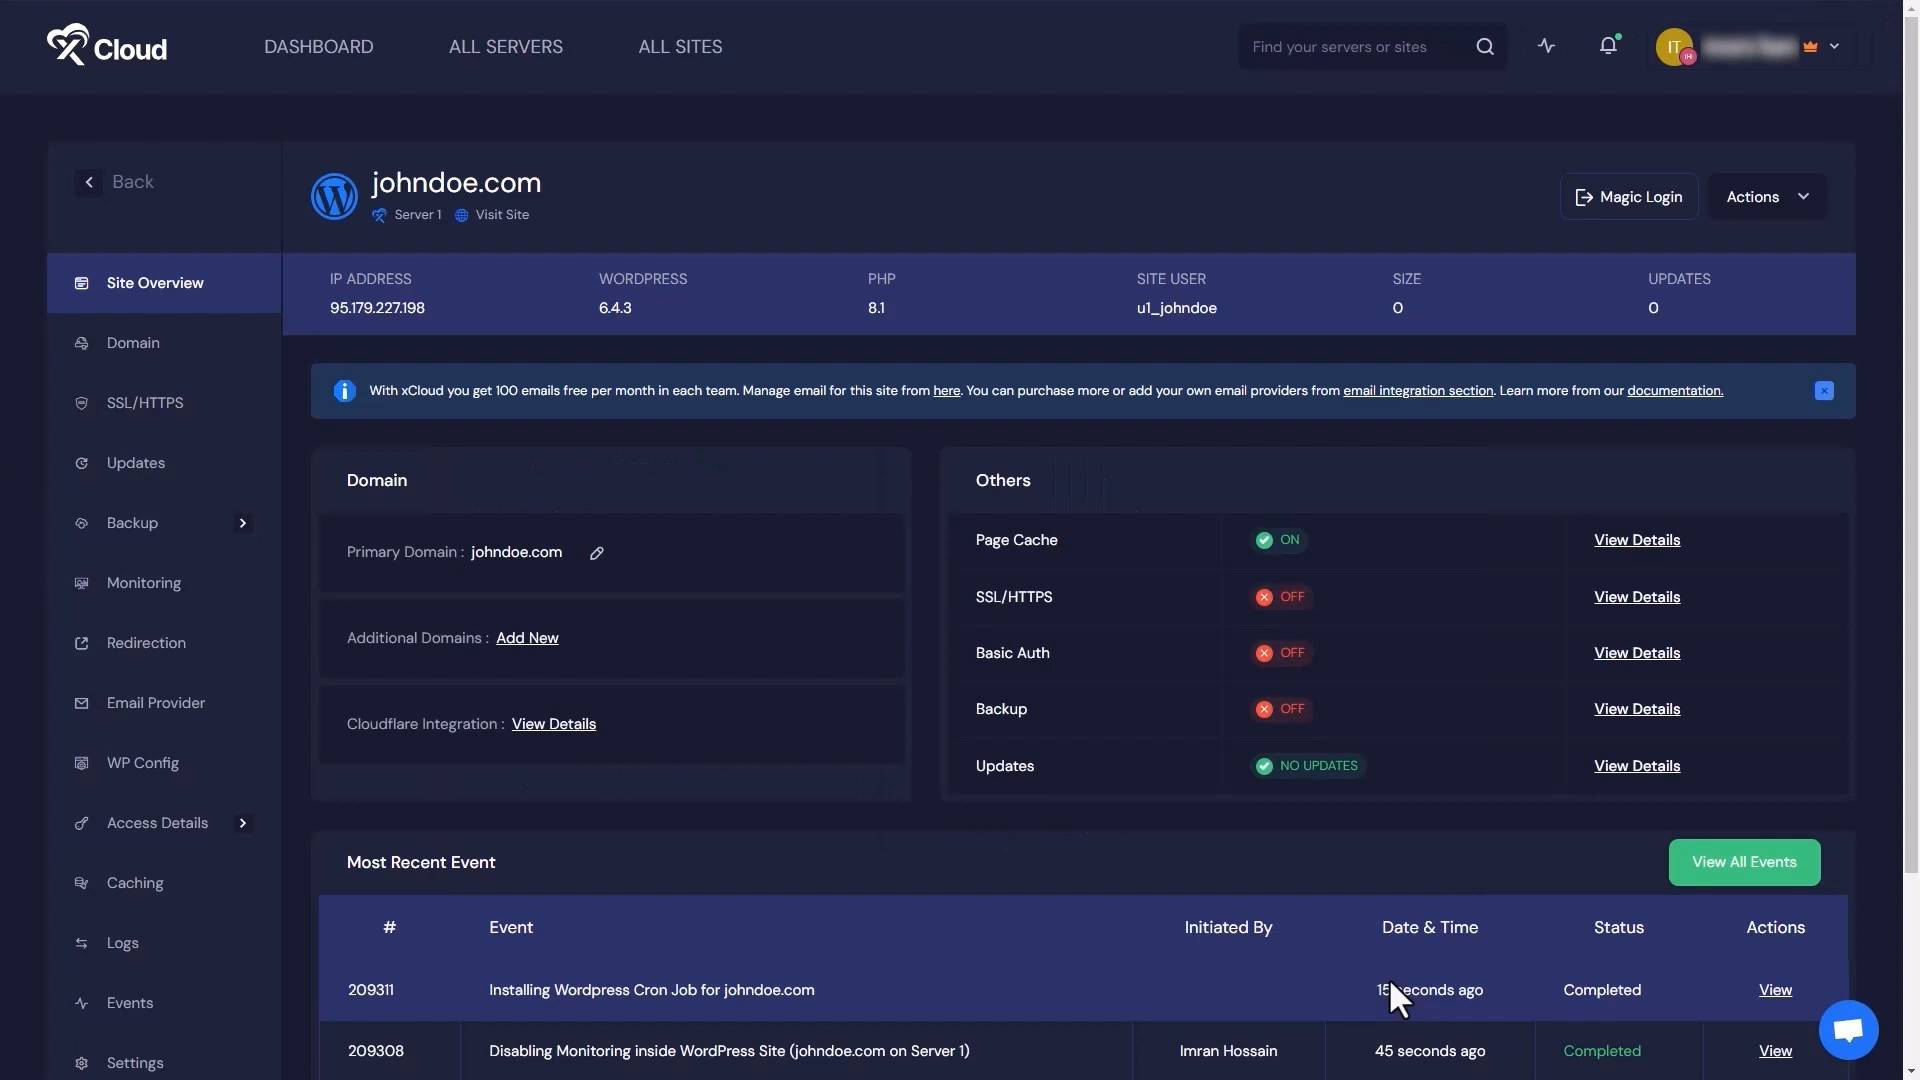 Cloud
DASHBOARD
ALL SERVERS
ALL SITES
Find your servers or sites
IT
IH
Back
johndoe.com
Server 1
Visit Site
Magic Login
Actions
Site Overview
Domain
SSL/HTTPS
Updates
Backup
Monitoring
Redirection
Email Provider
WP Config
Access Details
Caching
Logs
Events
Settings
IP ADDRESS
95.179.227.198
WORDPRESS
6.4.3
PHP
8.1
SITE USER
u1_johndoe
SIZE
0
UPDATES
0
With xCloud you get 100 emails free per month in each team. Manage email for this site from here. You can purchase more or add your own email providers from email integration section. Learn more from our documentation.
Domain
Primary Domain : johndoe.com
Additional Domains : Add New
Cloudflare Integration : View Details
Others
Page Cache ON View Details
SSL/HTTPS OFF View Details
Basic Auth OFF View Details
Backup OFF View Details
Updates NO UPDATES View Details
Most Recent Event
View All Events
# Event Initiated By Date & Time Status Actions
209311 Installing Wordpress Cron Job for johndoe.com seconds ago Completed View
209308 Disabling Monitoring inside WordPress Site (johndoe.com on Server 1) Imran Hossain 45 seconds ago Completed View